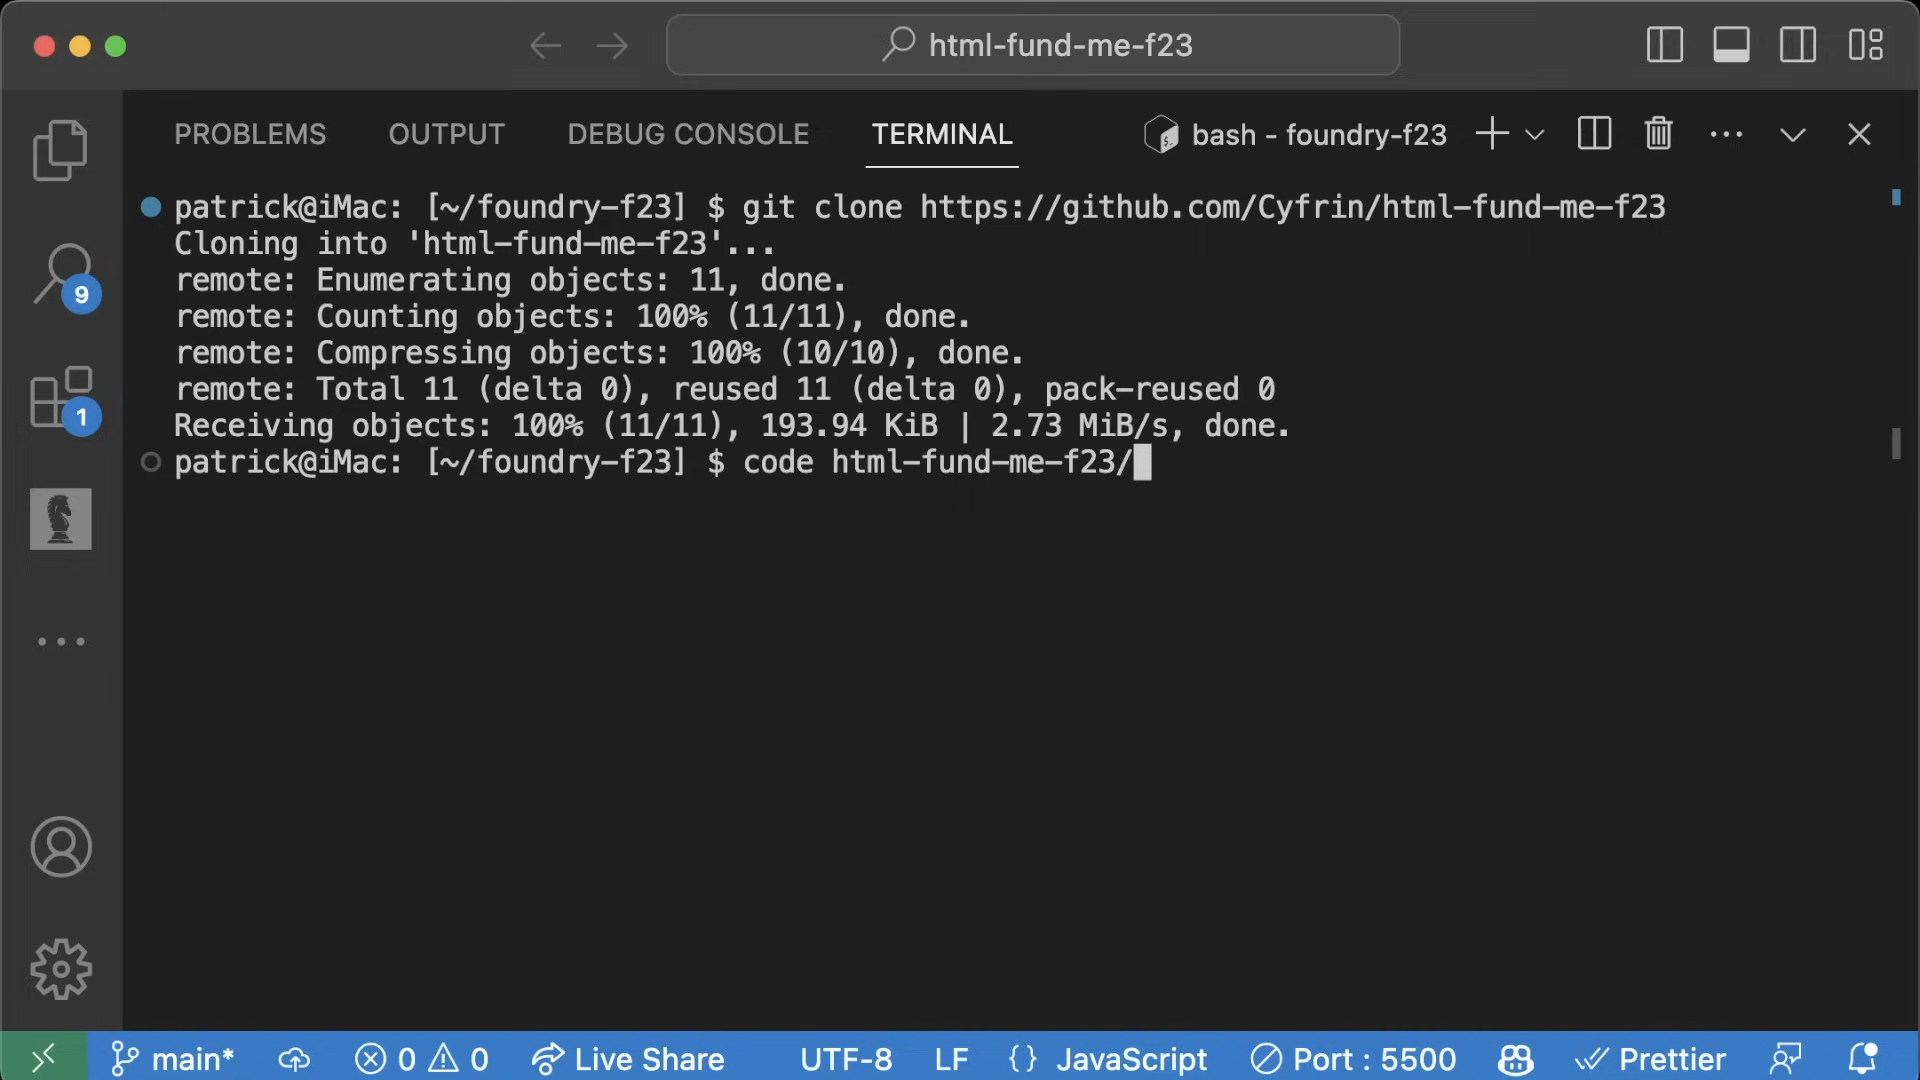 html-fund-me-f23
PROBLEMS OUTPUT DEBUG CONSOLE TERMINAL bash - foundry-f23
patrick@iMac: [~/foundry-f23] $ git clone https://github.com/Cyfrin/html-fund-me-f23
Cloning into 'html-fund-me-f23'...
remote: Enumerating objects: 11, done.
remote: Counting objects: 100% (11/11), done.
remote: Compressing objects: 100% (10/10), done.
remote: Total 11 (delta 0), reused 11 (delta 0), pack-reused 0
Receiving objects: 100% (11/11), 193.94 KiB | 2.73 MiB/s, done.
patrick@iMac: [~/foundry-f23] $ code html-fund-me-f23/
9
1
main* 0 0 Live Share UTF-8 LF {} JavaScript Port : 5500 Prettier